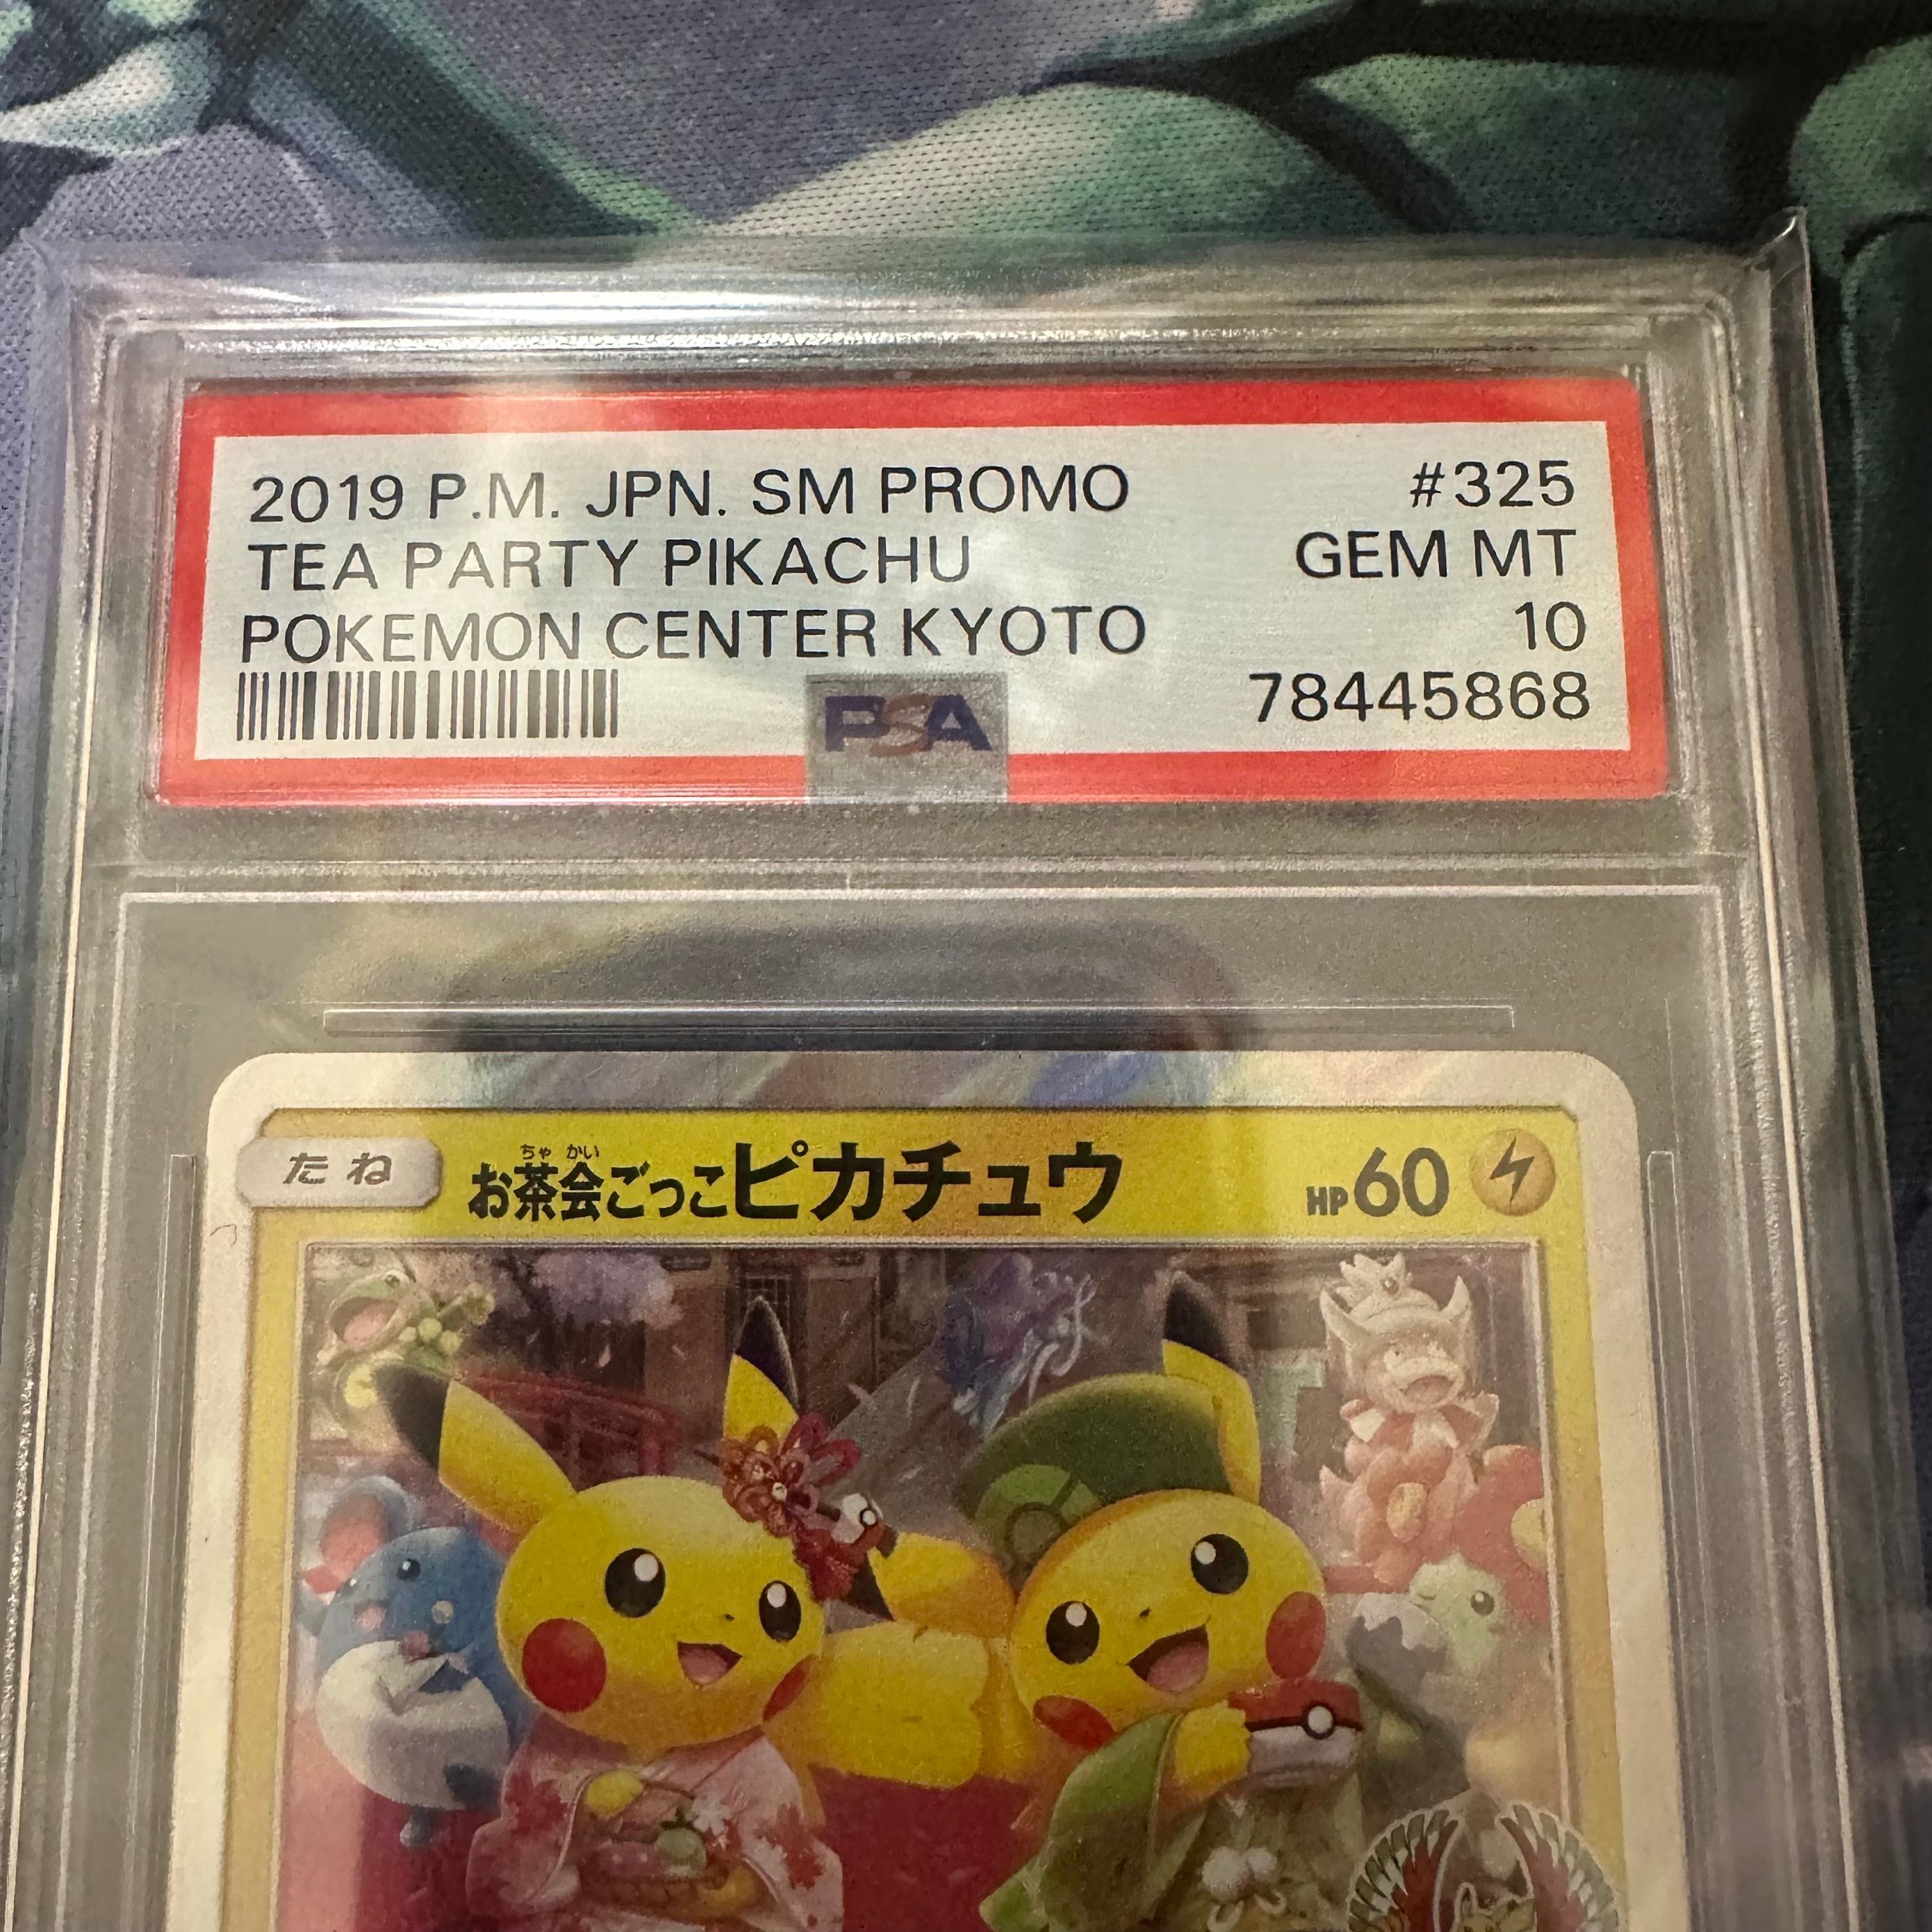 2019 P.M. JPN. SM PROMO #325
TEA PARTY PIKACHU GEM MT
POKEMON CENTER KYOTO 10
PSA 78445868
たね
ちゃ かい
お茶会ごっこピカチュウ HP60